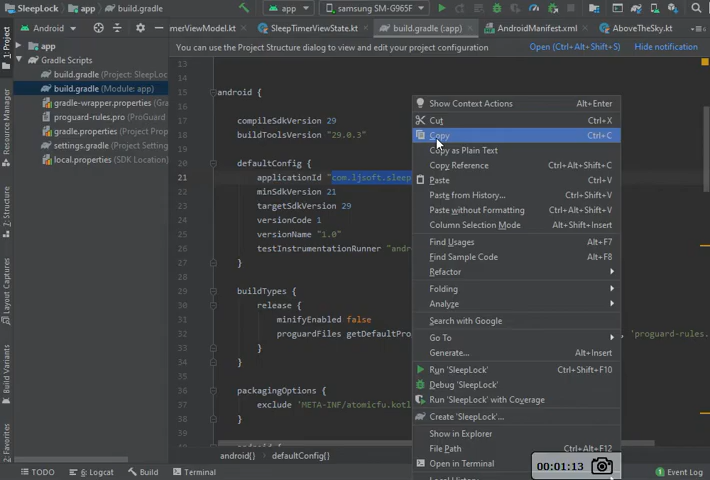 SleepLock
app
build.gradle
app
samsung SM-G965F
Android
merViewModel.kt
SleepTimerViewState.kt
build.gradle (:app)
AndroidManifest.xml
AboveTheSky.kt
You can use the Project Structure dialog to view and edit your project configuration
Open (Ctrl+Alt+Shift+S)
Hide notification
1: Project
Resource Manager
7: Structure
Layout Captures
Build Variants
2: Favorites
app
Gradle Scripts
build.gradle (Project: SleepLoc
build.gradle (Module: app)
gradle-wrapper.properties
proguard-rules.pro (ProGuard
gradle.properties (Project Prop
settings.gradle (Project Settin
local.properties (SDK Location)
13
14
15 android {
16
17 compileSdkVersion 29
18 buildToolsVersion "29.0.3"
19
20 defaultConfig {
21 applicationId "com.ljsoft.sleep
22 minSdkVersion 21
23 targetSdkVersion 29
24 versionCode 1
25 versionName "1.0"
26 testInstrumentationRunner "andro
27 }
28
29 buildTypes {
30 release {
31 minifyEnabled false
32 proguardFiles getDefaultPro
'proguard-rules.
33 }
34 }
35
36 packagingOptions {
37 exclude 'META-INF/atomicfu.kotl
38 }
39
Show Context Actions Alt+Enter
Cut Ctrl+X
Copy Ctrl+C
Copy as Plain Text
Copy Reference Ctrl+Alt+Shift+C
Paste Ctrl+V
Paste from History... Ctrl+Shift+V
Paste without Formatting Ctrl+Alt+Shift+V
Column Selection Mode Alt+Shift+Insert
Find Usages Alt+F7
Find Sample Code Alt+F8
Refactor
Folding
Analyze
Search with Google
Go To
Generate... Alt+Insert
Run 'SleepLock' Ctrl+Shift+F10
Debug 'SleepLock'
Run 'SleepLock' with Coverage
Create 'SleepLock'...
Show in Explorer
File Path Ctrl+Alt+F12
Open in Terminal
Local History
android{}
defaultConfig{}
00:01:13
TODO
6: Logcat
Build
Terminal
Event Log